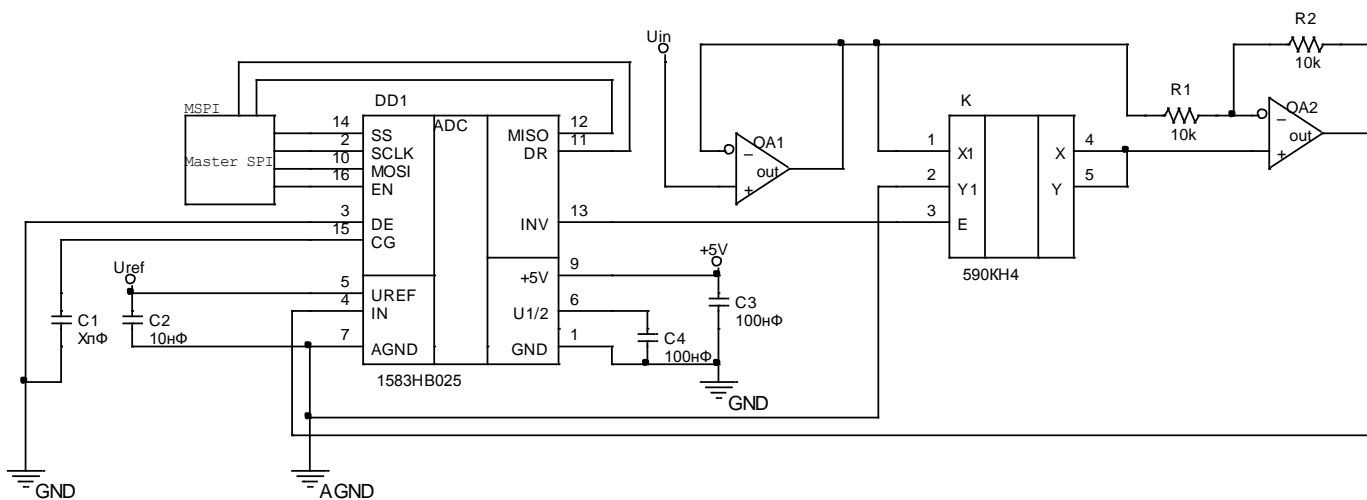 MSPI
Master SPI
DD1
ADC
14
SS
2
SCLK
10
MOSI
16
EN
3
DE
15
CG
5
UREF
4
IN
7
AGND
12
MISO
11
DR
13
INV
9
+5V
6
U1/2
1
GND
1583НВ025
Uref
C1
ХпФ
C2
10нФ
+5V
C3
100нФ
C4
100нФ
GND
GND
AGND
Uin
OA1
out
K
1
X1
2
Y1
3
E
4
X
5
Y
590КН4
R1
10k
R2
10k
OA2
out